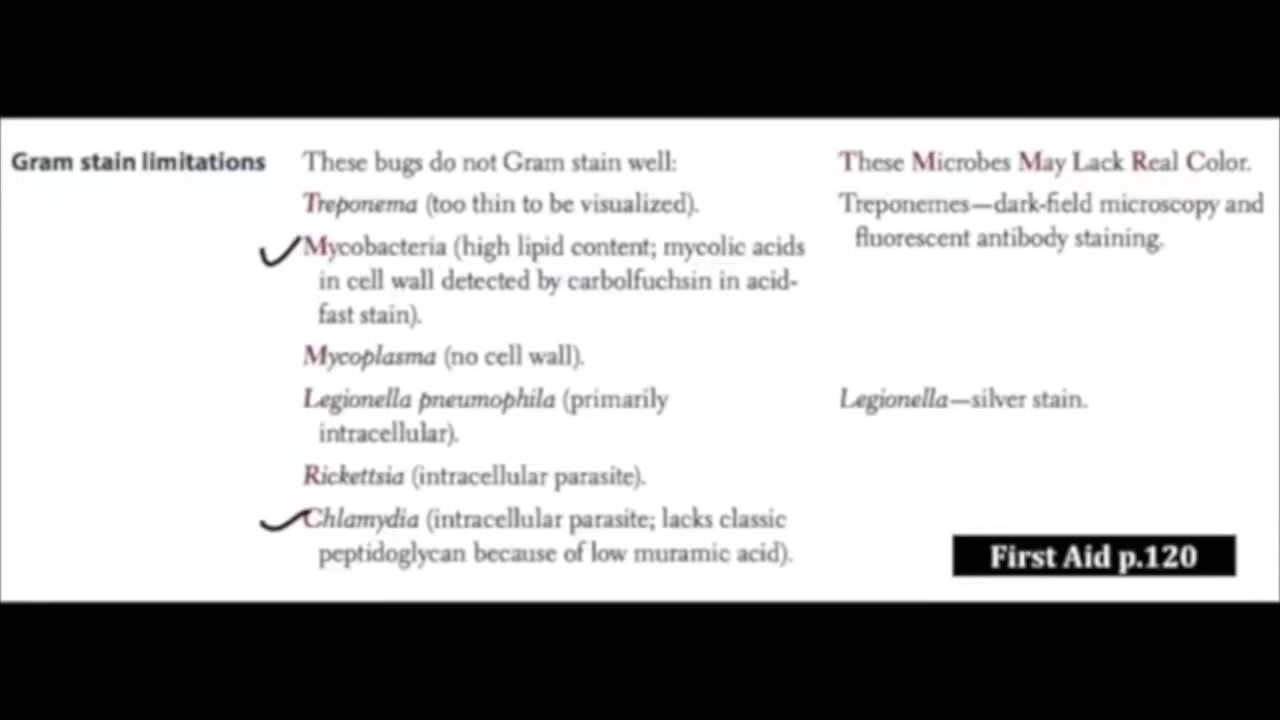 Gram stain limitations
These bugs do not Gram stain well:
Treponema (too thin to be visualized).
Mycobacteria (high lipid content; mycolic acids
in cell wall detected by carbolfuchsin in acid-
fast stain).
Mycoplasma (no cell wall).
Legionella pneumophila (primarily
intracellular).
Rickettsia (intracellular parasite).
Chlamydia (intracellular parasite; lacks classic
peptidoglycan because of low muramic acid).
These Microbes May Lack Real Color.
Treponemes—dark-field microscopy and
fluorescent antibody staining.
Legionella—silver stain.
First Aid p.120